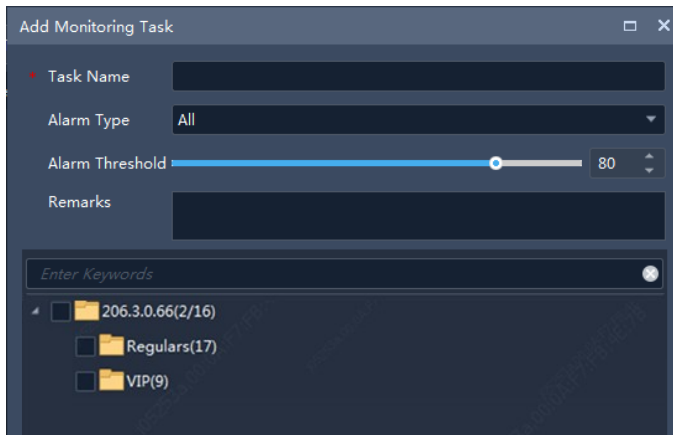 Add Monitoring Task
* Task Name
Alarm Type All
Alarm Threshold 80
Remarks
Enter Keywords
206.3.0.66(2/16)
Regulars(17)
VIP(9)